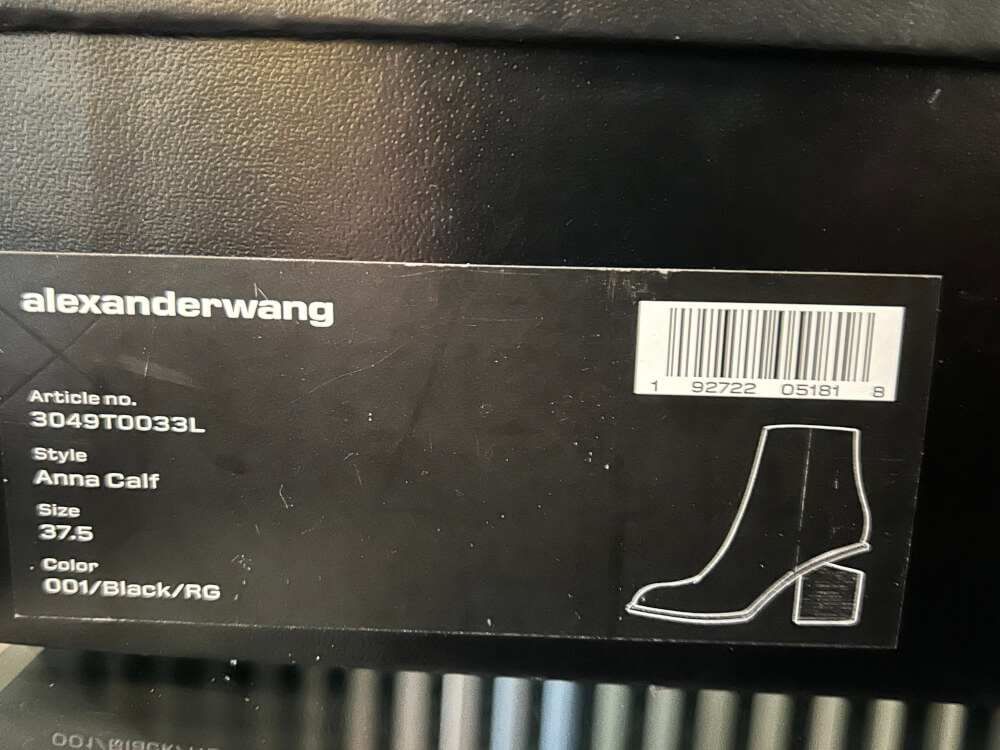 alexanderwang
Article no.
3049T0033L
Style
Anna Calf
Size
37.5
Color
001/Black/RG
1 92722 05181 8